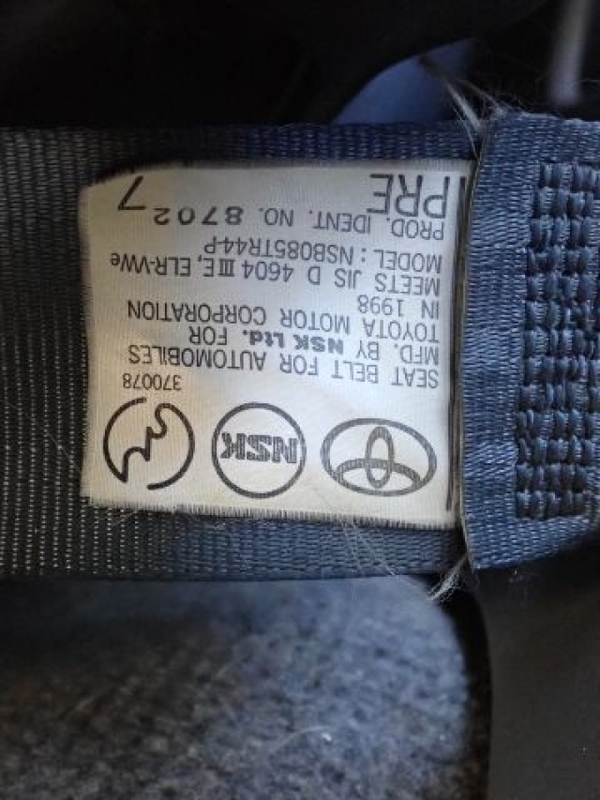 NSK
370078
SEAT BELT FOR AUTOMOBILES
MFD. BY NSK Ltd. FOR
TOYOTA MOTOR CORPORATION
IN 1998
MEETS JIS D 4604 III E, ELR-VWe
MODEL : NSB085TR44-P
PROD. IDENT. NO. 8702 7
PRE